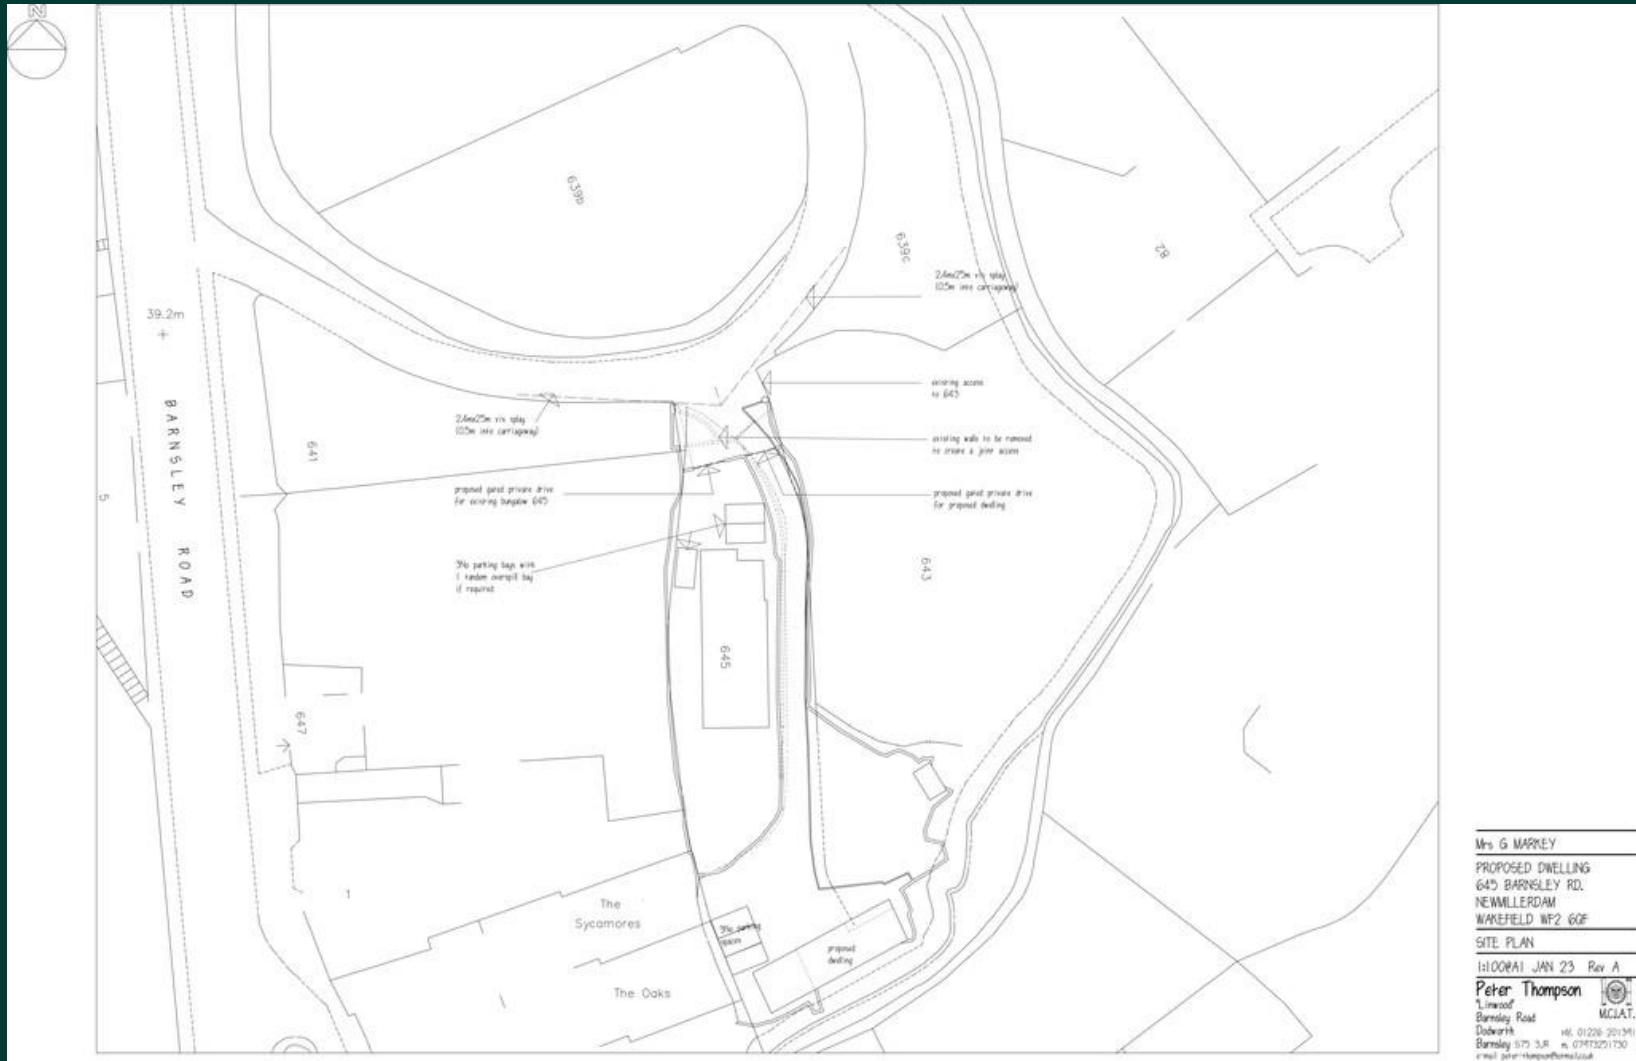 N
639b
639c
28
2.4mx25m vis splay
(0.5m into carriageway)
39.2m
BARNSLEY ROAD
existing access
to 643
2.4mx25m vis splay
(0.5m into carriageway)
641
existing walls to be removed
to create a joint access
5
proposed gated private drive
for existing bungalow 645
proposed gated private drive
for proposed dwelling
3No parking bays with
1 tandem overspill bay
if required
643
645
647
1
The
Sycamores
3No parking
spaces
proposed
dwelling
The Oaks
Mrs G MARKEY
PROPOSED DWELLING
645 BARNSLEY RD.
NEWMILLERDAM
WAKEFIELD WF2 6QF
SITE PLAN
1:100@A1 JAN 23 Rev A
Peter Thompson
"Linwood"
Barnsley Road
Dodworth
Barnsley S75 3JR
M.C.I.A.T.